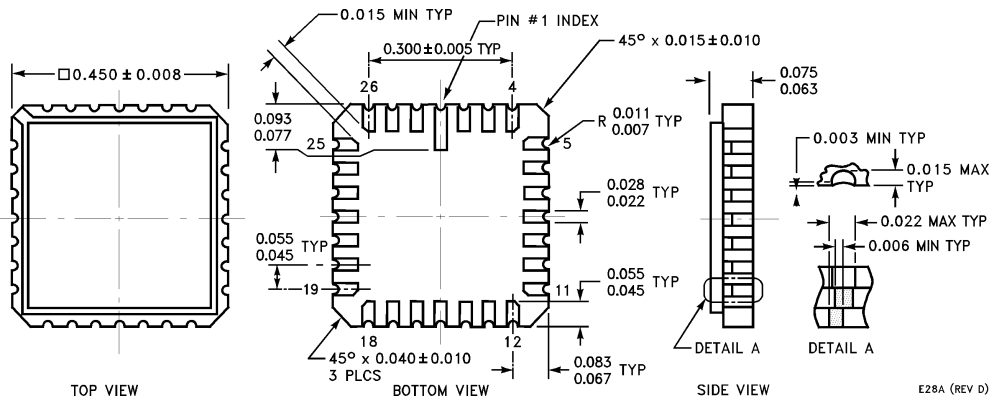 0.015 MIN TYP
PIN #1 INDEX
0.300±0.005 TYP
45° x 0.015±0.010
□0.450±0.008
26
4
0.075
0.063
0.093
0.077
R 0.011
0.007 TYP
25
5
0.003 MIN TYP
0.015 MAX
TYP
0.028
0.022 TYP
0.022 MAX TYP
0.006 MIN TYP
0.055
0.045 TYP
0.055
0.045 TYP
19
11
18
12
45° x 0.040±0.010
3 PLCS
0.083
0.067 TYP
DETAIL A
DETAIL A
TOP VIEW
BOTTOM VIEW
SIDE VIEW
E28A (REV D)